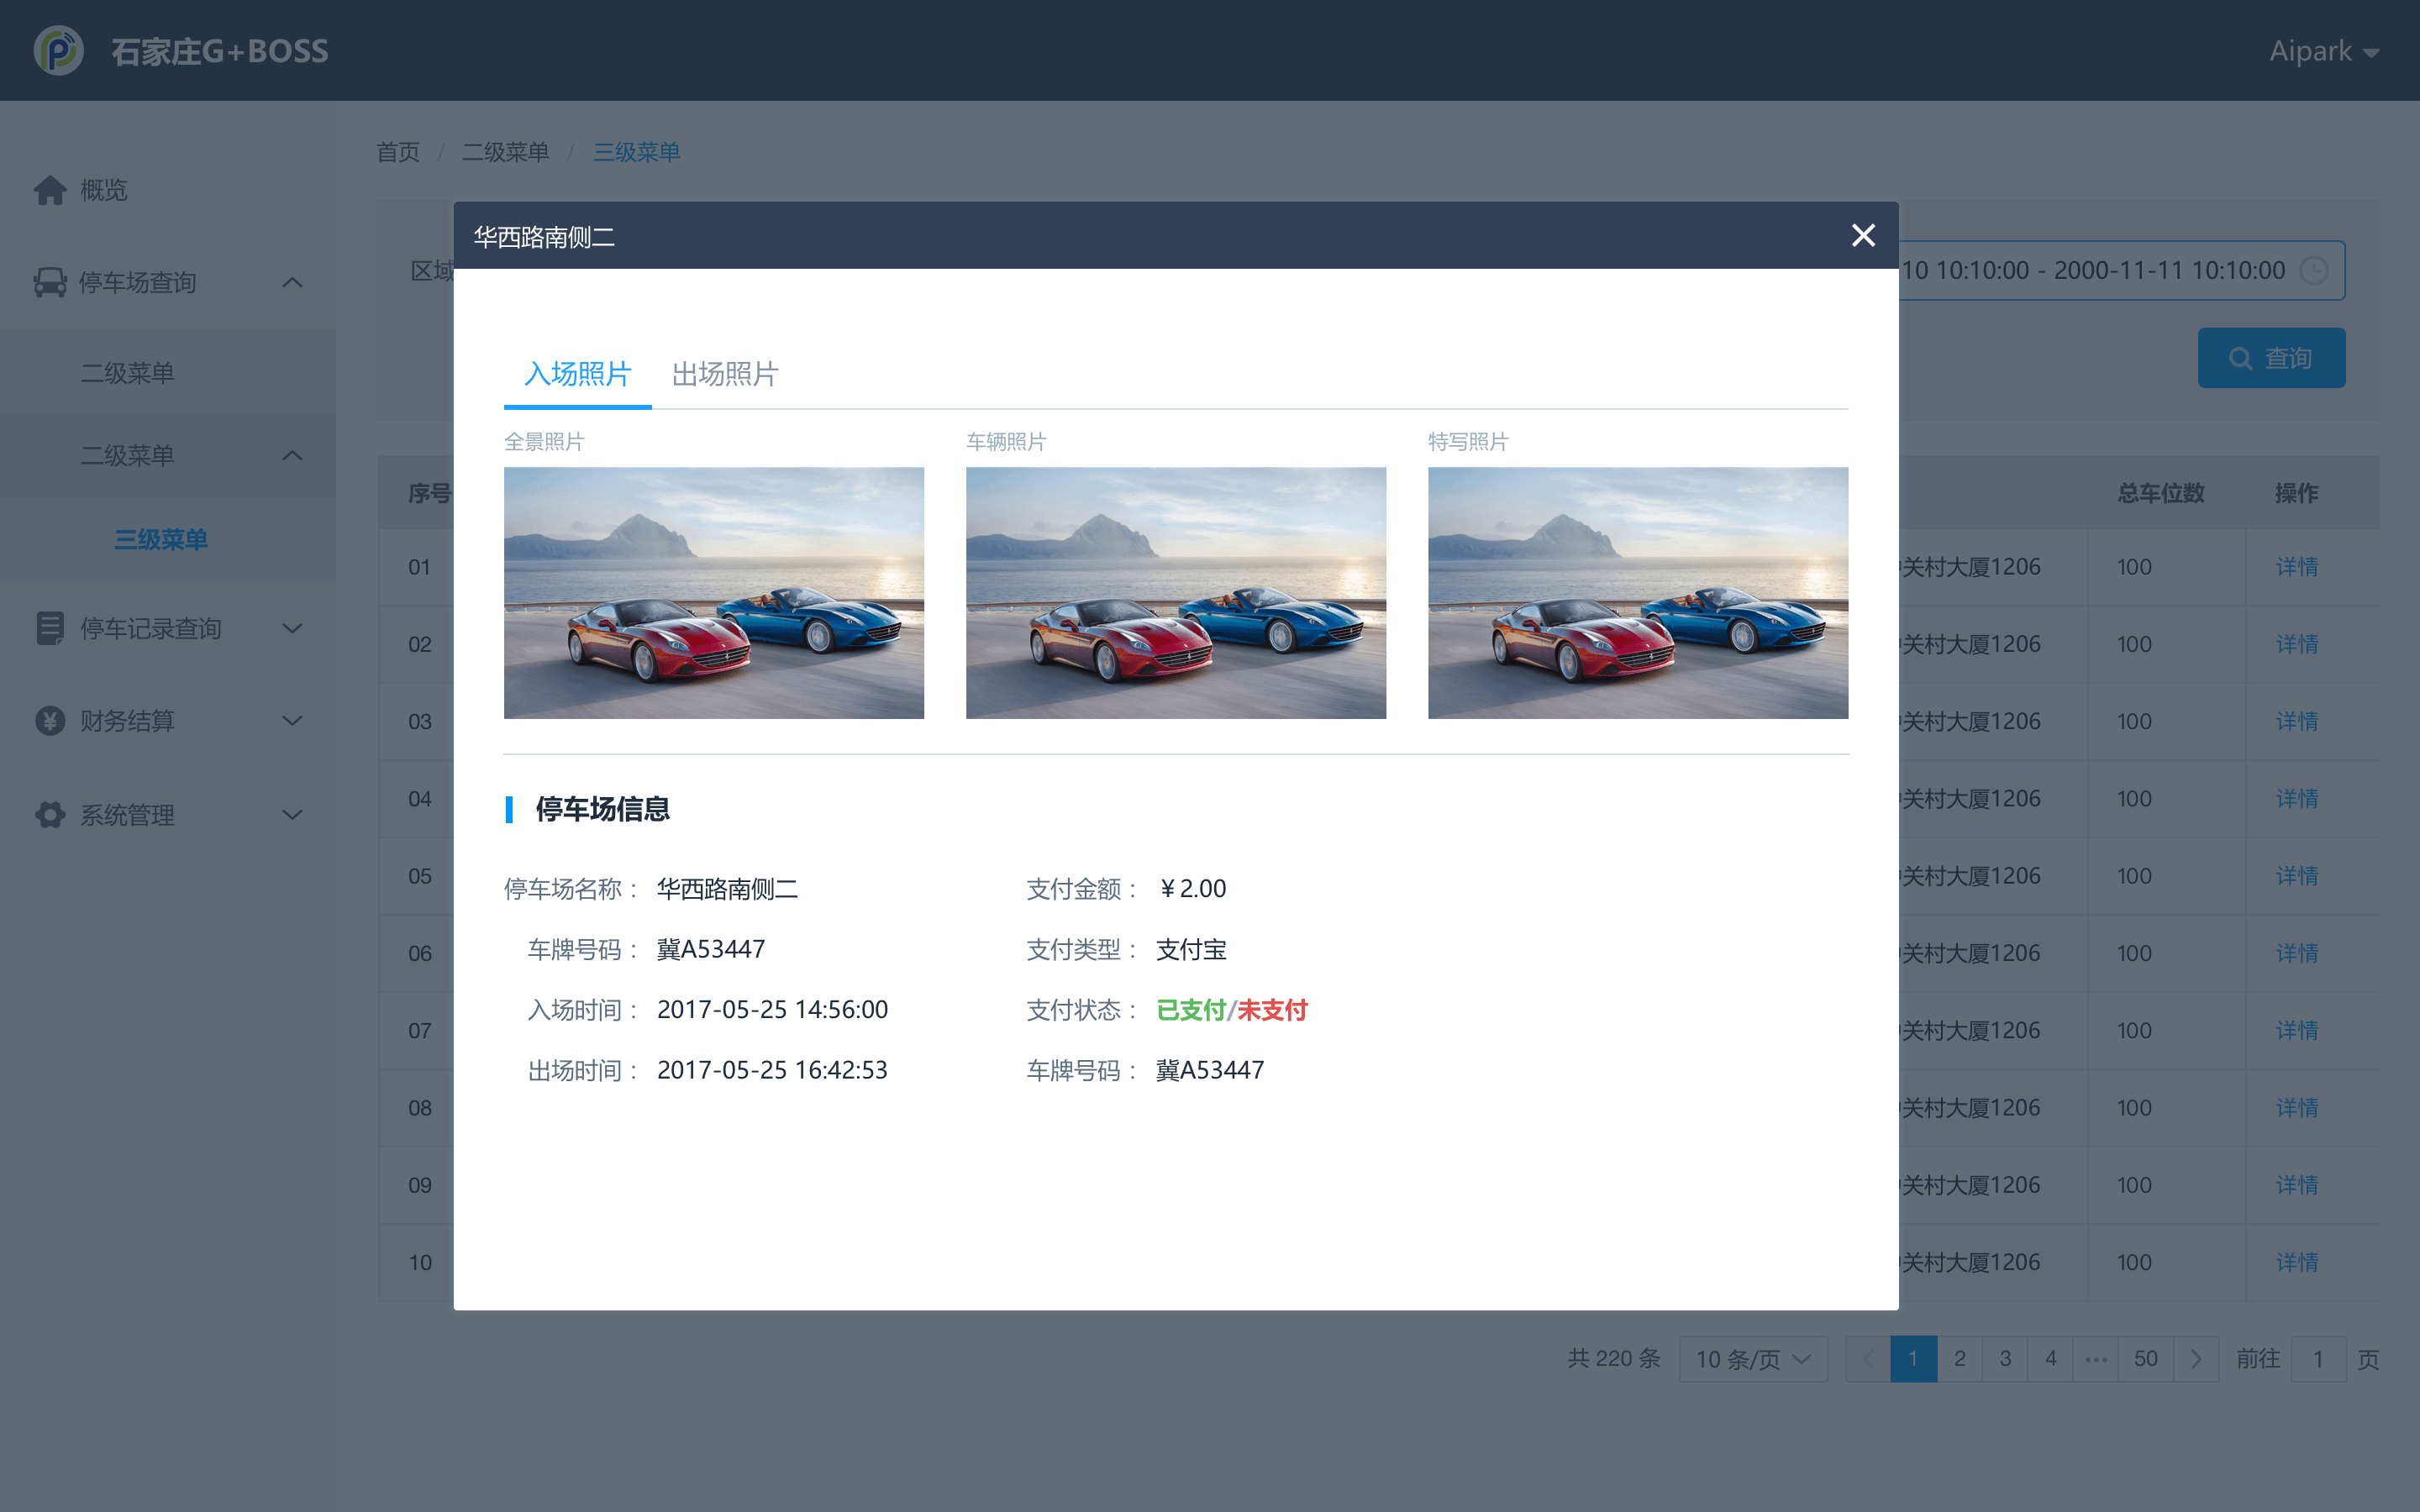 石家庄G+BOSS
Aipark
首页 / 二级菜单 / 三级菜单
概览
停车场查询
二级菜单
二级菜单
三级菜单
停车记录查询
财务结算
系统管理
区域
10 10:10:00 - 2000-11-11 10:10:00
查询
华西路南侧二
入场照片 出场照片
全景照片 车辆照片 特写照片
停车场信息
停车场名称： 华西路南侧二 支付金额： ￥2.00
车牌号码： 冀A53447 支付类型： 支付宝
入场时间： 2017-05-25 14:56:00 支付状态： 已支付/未支付
出场时间： 2017-05-25 16:42:53 车牌号码： 冀A53447
序号 总车位数 操作
01 关村大厦1206 100 详情
02 关村大厦1206 100 详情
03 关村大厦1206 100 详情
04 关村大厦1206 100 详情
05 关村大厦1206 100 详情
06 关村大厦1206 100 详情
07 关村大厦1206 100 详情
08 关村大厦1206 100 详情
09 关村大厦1206 100 详情
10 关村大厦1206 100 详情
共 220 条 10 条/页 1 2 3 4 ••• 50 前往 1 页